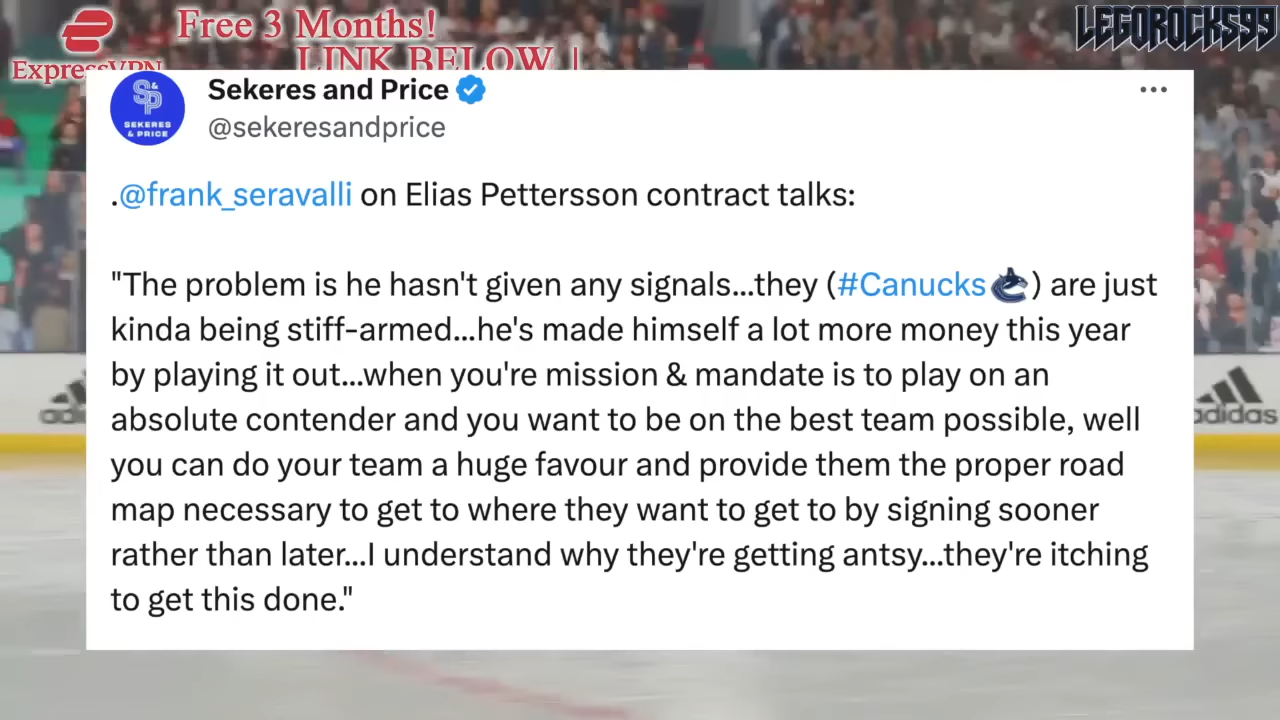 Free 3 Months!
LEGOROCKS99
ExpressVPN
LINK BELOW
Sekeres and Price
@sekeresandprice
S&P
SEKERES
& PRICE
.@frank_seravalli on Elias Pettersson contract talks:
"The problem is he hasn't given any signals...they (#Canucks) are just
kinda being stiff-armed...he's made himself a lot more money this year
by playing it out...when you're mission & mandate is to play on an
absolute contender and you want to be on the best team possible, well
you can do your team a huge favour and provide them the proper road
map necessary to get to where they want to get to by signing sooner
rather than later...I understand why they're getting antsy...they're itching
to get this done."
adidas